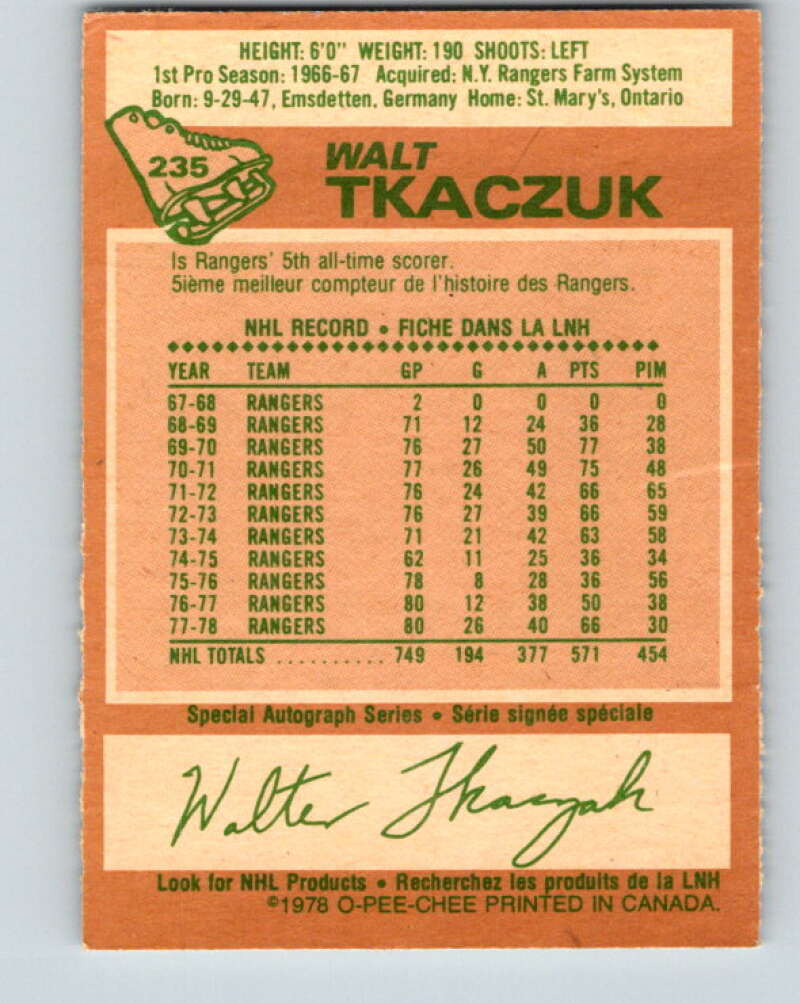 HEIGHT: 6'0" WEIGHT: 190 SHOOTS: LEFT
1st Pro Season: 1966-67 Acquired: N.Y. Rangers Farm System
Born: 9-29-47, Emsdetten, Germany Home: St. Mary's, Ontario
235
WALT
TKACZUK
Is Rangers' 5th all-time scorer.
5ième meilleur compteur de l'histoire des Rangers.
NHL RECORD • FICHE DANS LA LNH
YEAR TEAM GP G A PTS PIM
67-68 RANGERS 2 0 0 0 0
68-69 RANGERS 71 12 24 36 28
69-70 RANGERS 76 27 50 77 38
70-71 RANGERS 77 26 49 75 48
71-72 RANGERS 76 24 42 66 65
72-73 RANGERS 76 27 39 66 59
73-74 RANGERS 71 21 42 63 58
74-75 RANGERS 62 11 25 36 34
75-76 RANGERS 78 8 28 36 56
76-77 RANGERS 80 12 38 50 38
77-78 RANGERS 80 26 40 66 30
NHL TOTALS .......... 749 194 377 571 454
Special Autograph Series • Série signée spéciale
Walter Tkaczuk
Look for NHL Products • Recherchez les produits de la LNH
©1978 O-PEE-CHEE PRINTED IN CANADA.